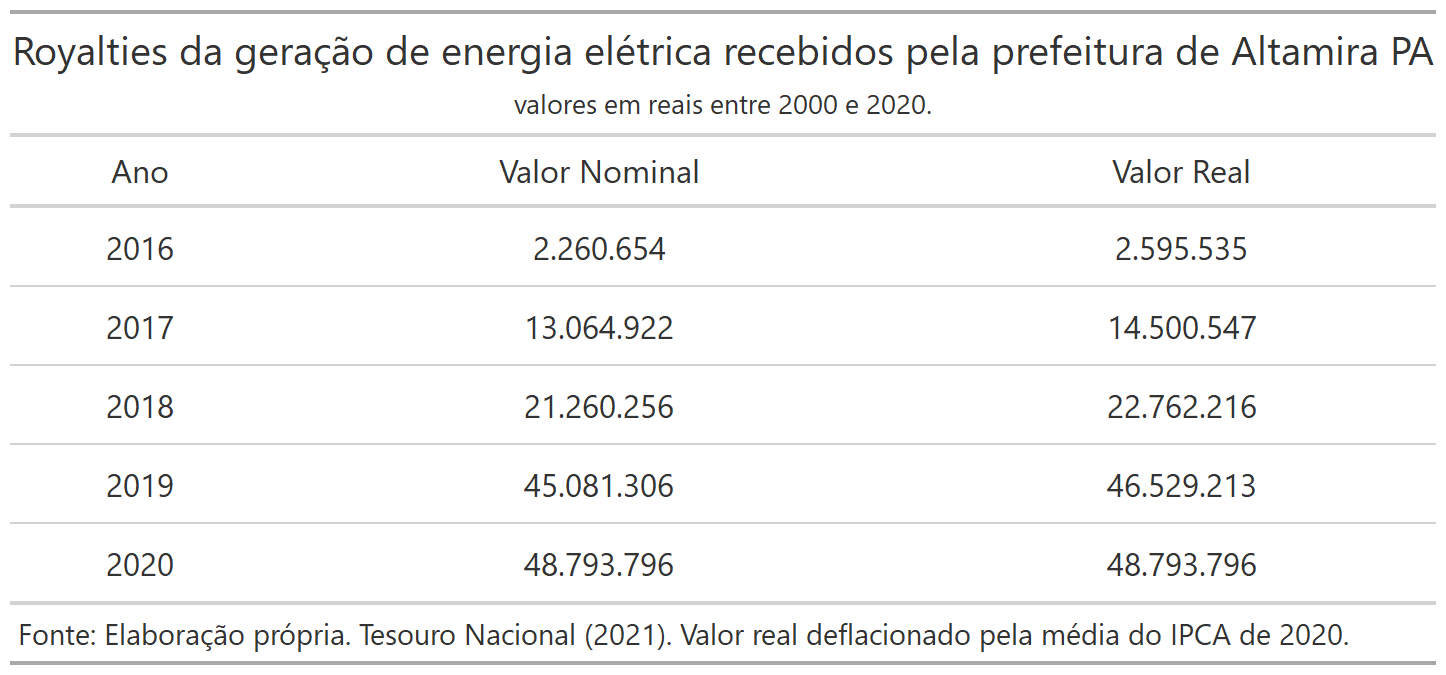 Royalties da geração de energia elétrica recebidos pela prefeitura de Altamira PA
valores em reais entre 2000 e 2020.
Ano Valor Nominal Valor Real
2016 2.260.654 2.595.535
2017 13.064.922 14.500.547
2018 21.260.256 22.762.216
2019 45.081.306 46.529.213
2020 48.793.796 48.793.796
Fonte: Elaboração própria. Tesouro Nacional (2021). Valor real deflacionado pela média do IPCA de 2020.